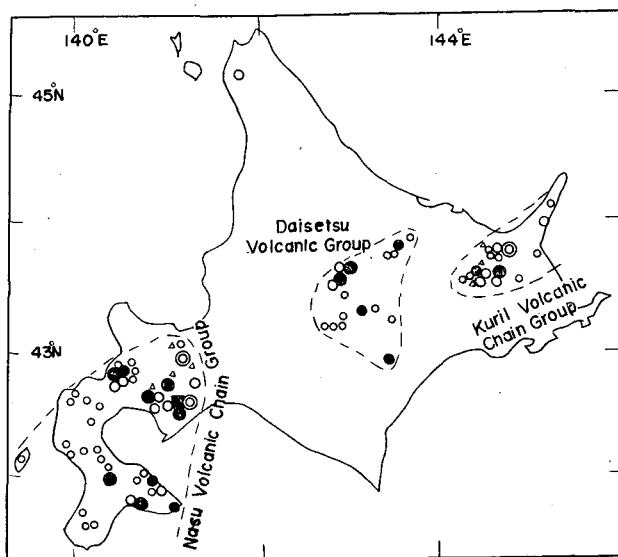 140°E
144°E
45°N
Daisetsu
Volcanic Group
Kuril Volcanic
Chain Group
43°N
Nasu Volcanic Chain Group